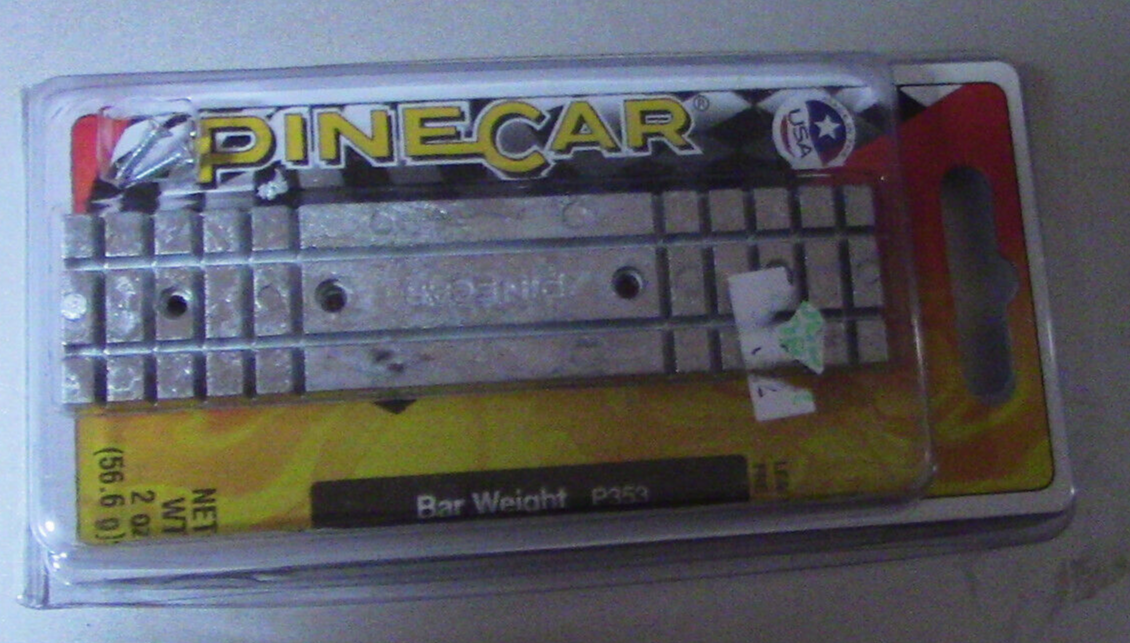 PINECAR®
USA
PINECAR
Bar Weight P353
NET
WT
2 oz
(56.6 g)